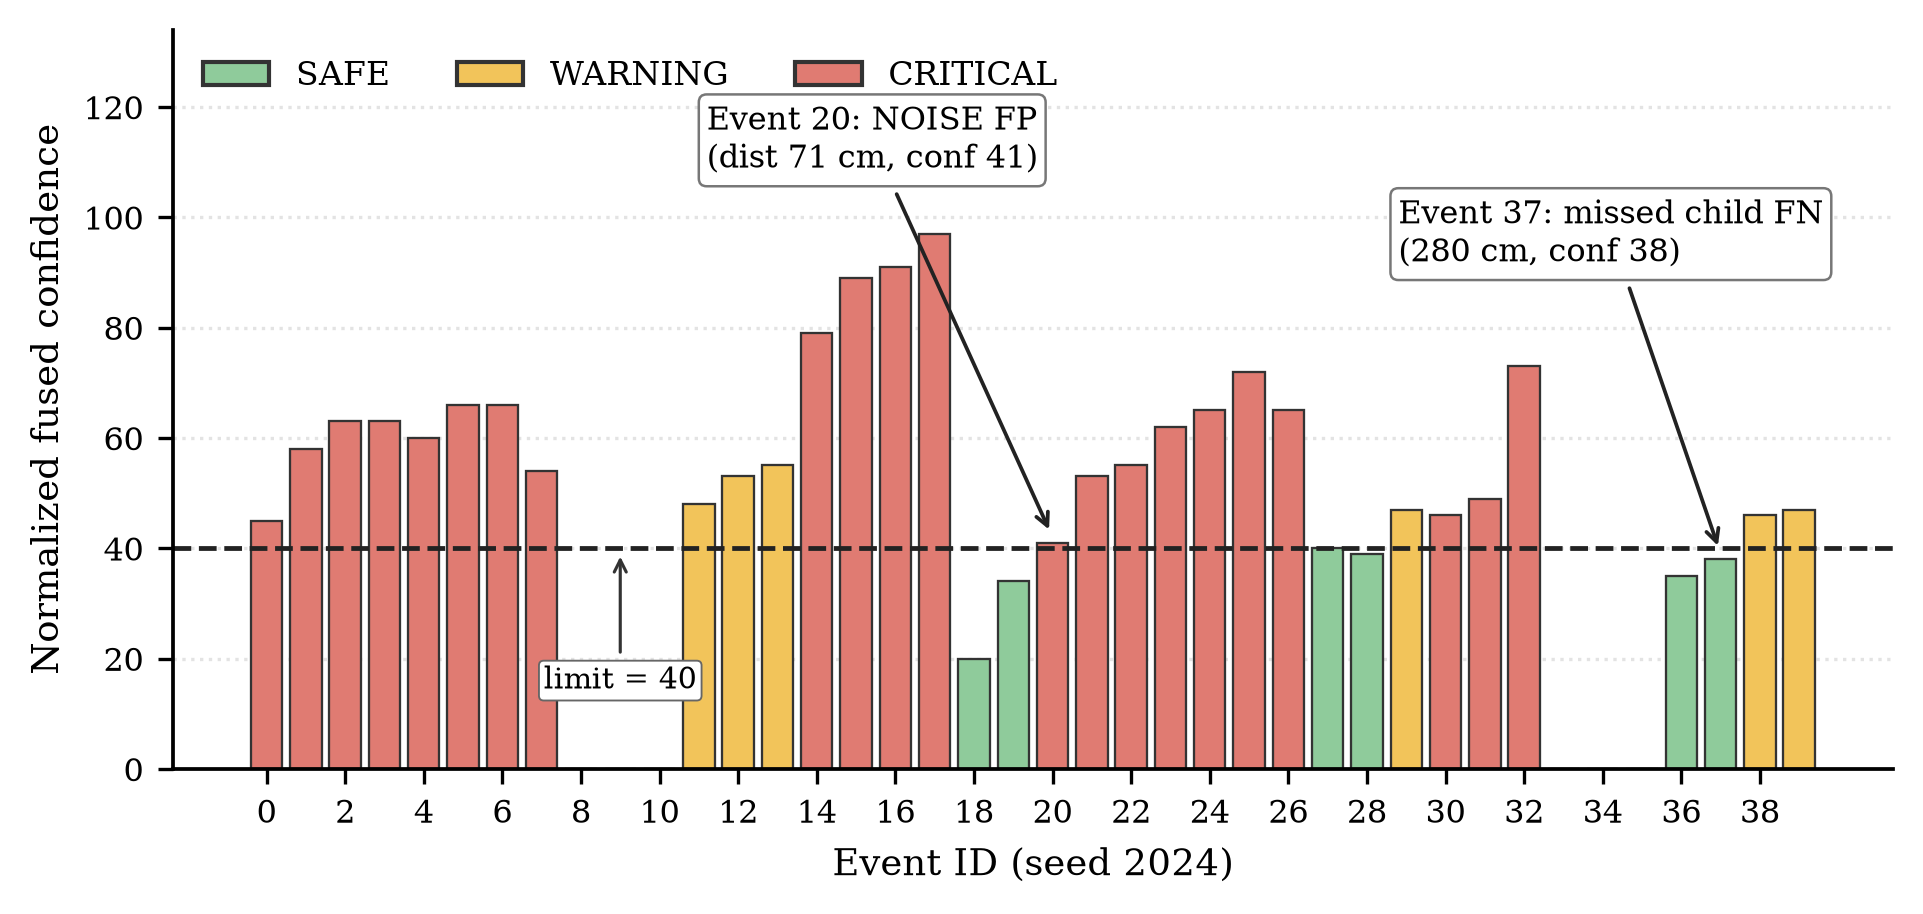 SAFE WARNING CRITICAL
Event 20: NOISE FP
(dist 71 cm, conf 41)
Event 37: missed child FN
(280 cm, conf 38)
limit = 40
Normalized fused confidence
120
100
80
60
40
20
0
0 2 4 6 8 10 12 14 16 18 20 22 24 26 28 30 32 34 36 38
Event ID (seed 2024)